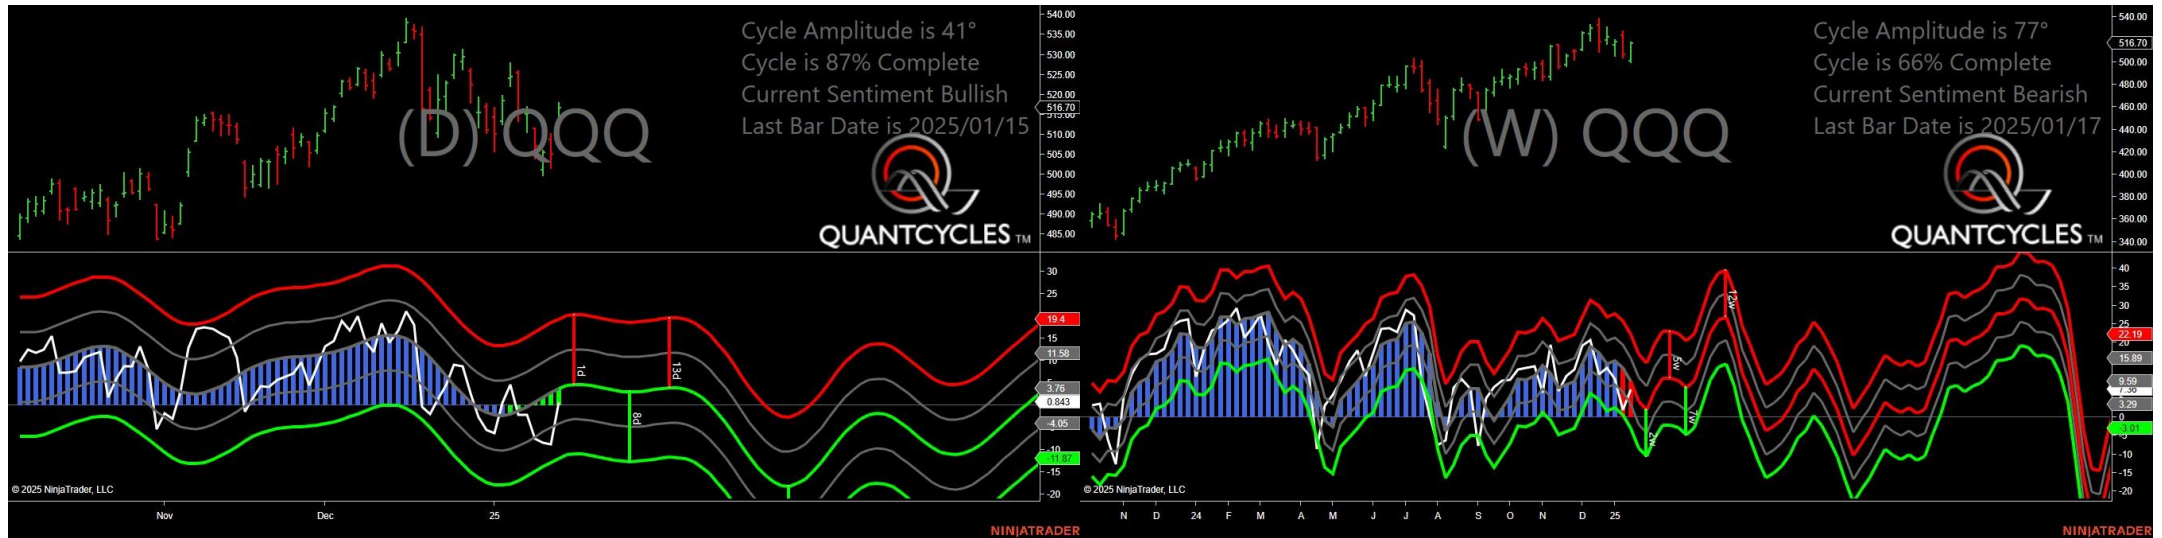 Cycle Amplitude is 41°
Cycle is 87% Complete
Current Sentiment Bullish
Last Bar Date is 2025/01/15
(D) QQQ
QUANTCYCLES TM
540.00
535.00
530.00
525.00
520.00
516.70
515.00
510.00
505.00
500.00
495.00
490.00
485.00
30
25
19.4
15
11.58
3.76
0.843
-4.05
-10
-11.87
-15
-20
1d
8d
13d
© 2025 NinjaTrader, LLC
Nov
Dec
25
NINJATRADER
Cycle Amplitude is 77°
Cycle is 66% Complete
Current Sentiment Bearish
Last Bar Date is 2025/01/17
(W) QQQ
QUANTCYCLES TM
540.00
516.70
500.00
480.00
460.00
440.00
420.00
400.00
380.00
360.00
340.00
40
35
30
25
22.19
20
15.89
9.59
3.29
0
-3.01
-10
-15
-20
2w
5w
7w
12w
© 2025 NinjaTrader, LLC
N D 24 F M A M J J A S O N D 25
NINJATRADER